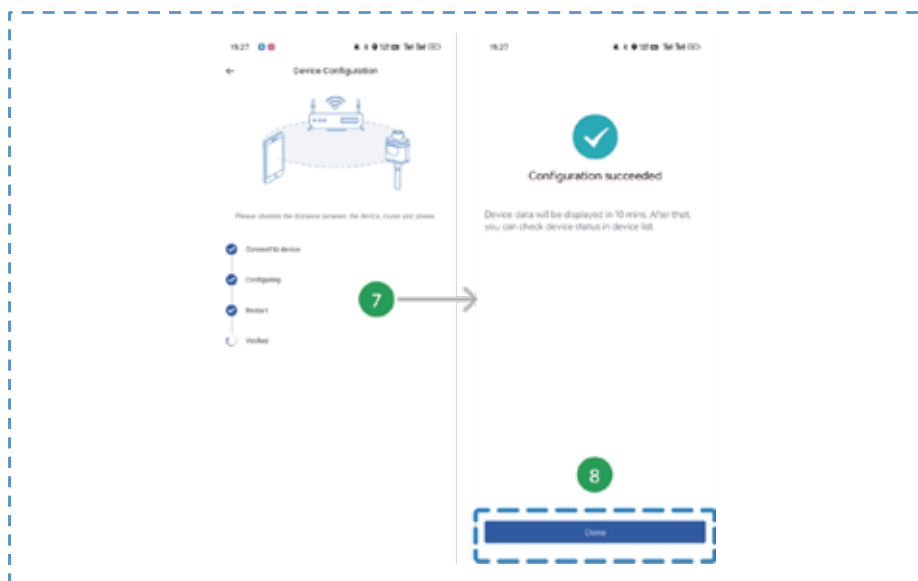 15:27
Device Configuration
Please shorten the distance between the device, router and phone.
Connect to device
Configuring
Restart
Verified
7
15:27
Configuration succeeded
Device data will be displayed in 10 mins. After that,
you can check device status in device list.
8
Done